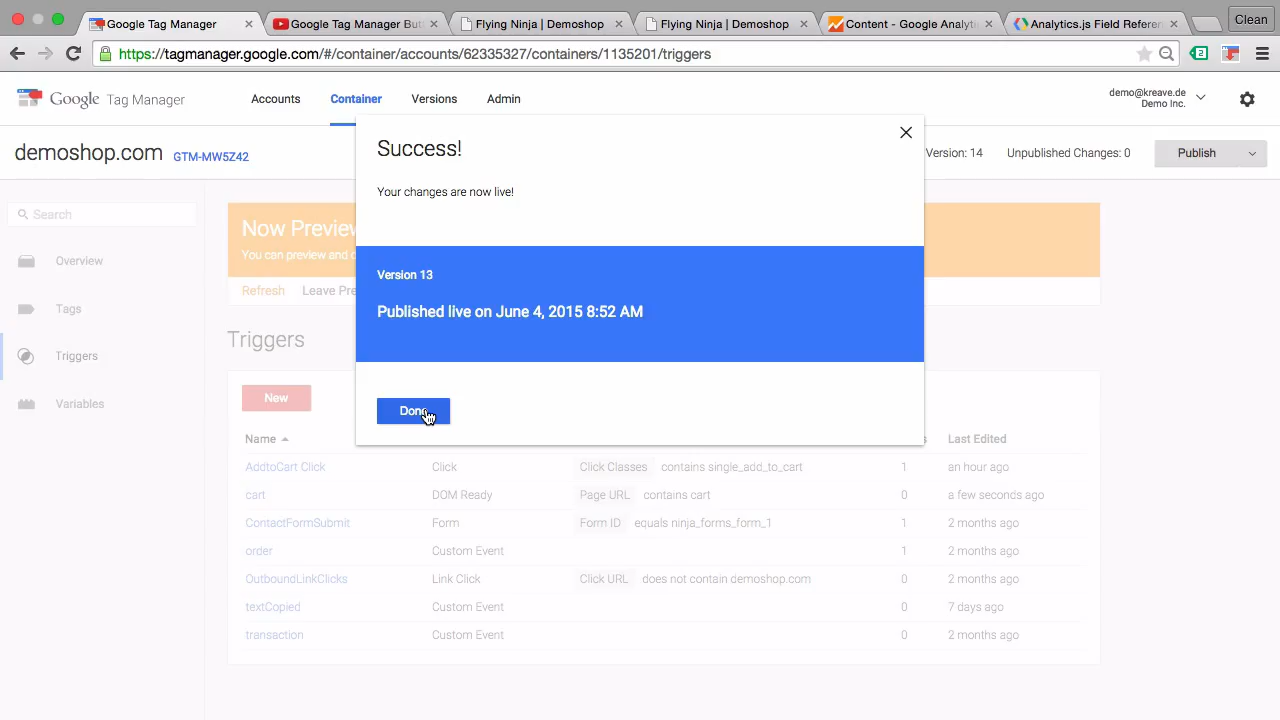 Google Tag Manager
Google Tag Manager But
Flying Ninja | Demoshop
Flying Ninja | Demoshop
Content - Google Analyti
Analytics.js Field Referen
Clean
https://tagmanager.google.com/#/container/accounts/62335327/containers/1135201/triggers
2
Google Tag Manager
Accounts
Container
Versions
Admin
demo@kreave.de
Demo Inc.
demoshop.com GTM-MW5Z42
Version: 14
Unpublished Changes: 0
Publish
Success!
Your changes are now live!
Version 13
Published live on June 4, 2015 8:52 AM
Done
Search
Overview
Tags
Triggers
Variables
Now Preview
You can preview and d
Refresh Leave Pre
Triggers
New
Name Last Edited
AddtoCart Click Click Click Classes contains single_add_to_cart 1 an hour ago
cart DOM Ready Page URL contains cart 0 a few seconds ago
ContactFormSubmit Form Form ID equals ninja_forms_form_1 1 2 months ago
order Custom Event 1 2 months ago
OutboundLinkClicks Link Click Click URL does not contain demoshop.com 0 2 months ago
textCopied Custom Event 0 7 days ago
transaction Custom Event 0 2 months ago